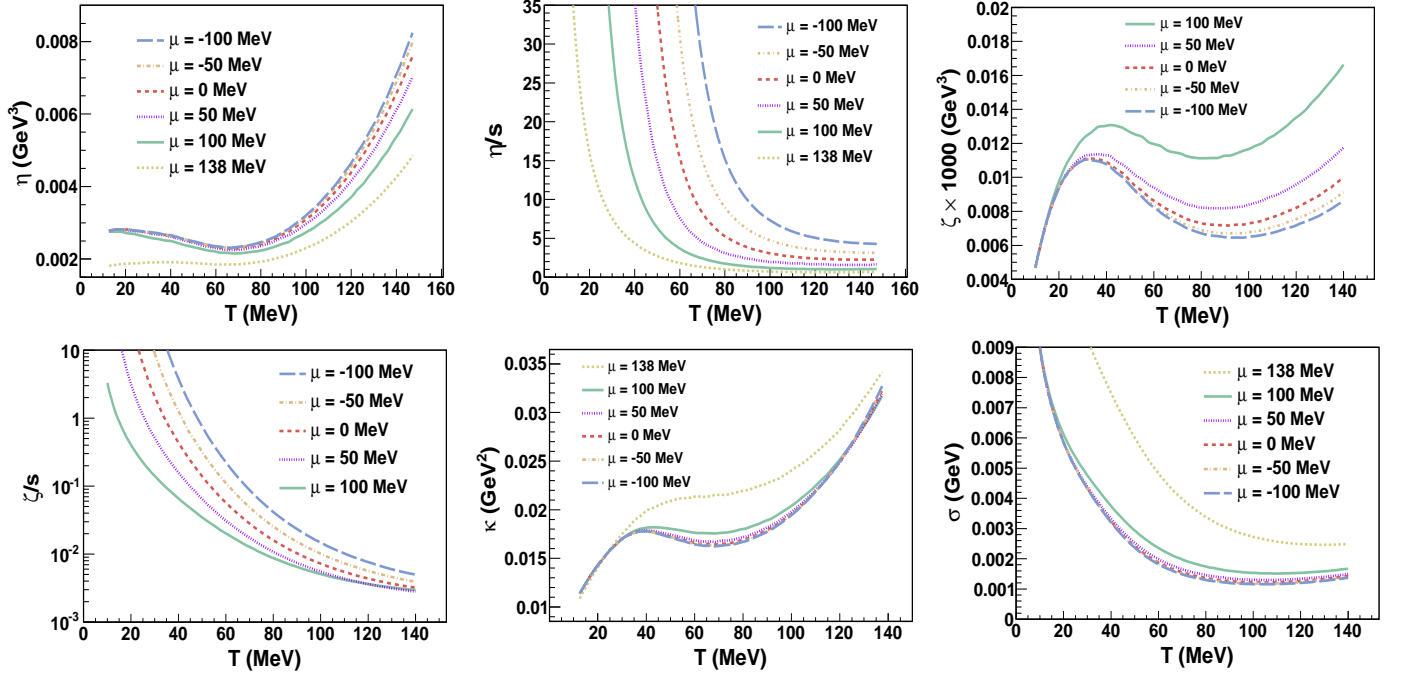 η (GeV³)
0.008
0.006
0.004
0.002
μ = -100 MeV
μ = -50 MeV
μ = 0 MeV
μ = 50 MeV
μ = 100 MeV
μ = 138 MeV
0 20 40 60 80 100 120 140 160
T (MeV)
η/s
35
30
25
20
15
10
5
0
μ = -100 MeV
μ = -50 MeV
μ = 0 MeV
μ = 50 MeV
μ = 100 MeV
μ = 138 MeV
0 20 40 60 80 100 120 140 160
T (MeV)
ζ × 1000 (GeV³)
0.02
0.018
0.016
0.014
0.012
0.01
0.008
0.006
0.004
μ = 100 MeV
μ = 50 MeV
μ = 0 MeV
μ = -50 MeV
μ = -100 MeV
0 20 40 60 80 100 120 140
T (MeV)
ζ/s
10
1
10⁻¹
10⁻²
10⁻³
μ = -100 MeV
μ = -50 MeV
μ = 0 MeV
μ = 50 MeV
μ = 100 MeV
0 20 40 60 80 100 120 140
T (MeV)
κ (GeV²)
0.035
0.03
0.025
0.02
0.015
0.01
μ = 138 MeV
μ = 100 MeV
μ = 50 MeV
μ = 0 MeV
μ = -50 MeV
μ = -100 MeV
20 40 60 80 100 120 140
T (MeV)
σ (GeV)
0.009
0.008
0.007
0.006
0.005
0.004
0.003
0.002
0.001
0
μ = 138 MeV
μ = 100 MeV
μ = 50 MeV
μ = 0 MeV
μ = -50 MeV
μ = -100 MeV
0 20 40 60 80 100 120 140
T (MeV)